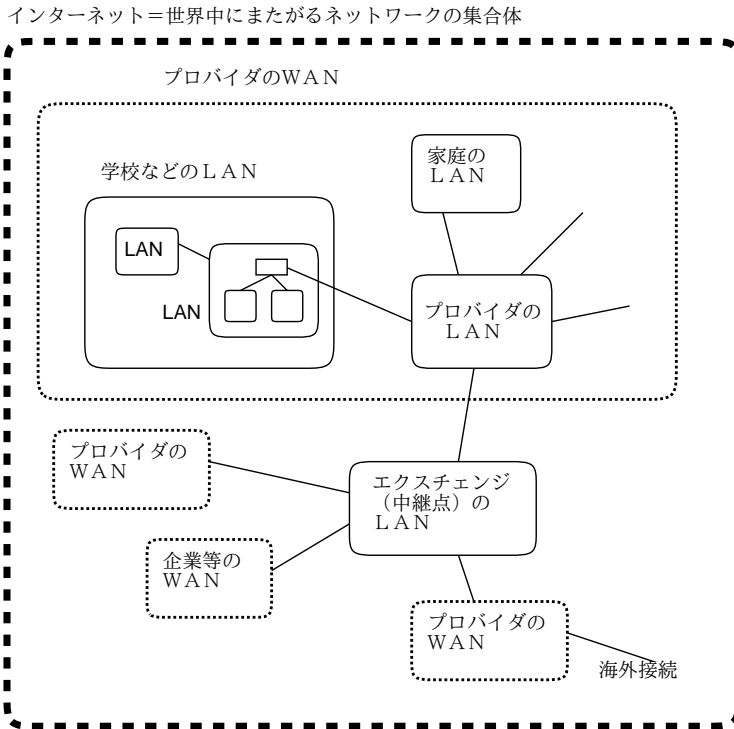 インターネット＝世界中にまたがるネットワークの集合体
プロバイダのＷＡＮ
学校などのＬＡＮ
家庭の
ＬＡＮ
LAN
LAN
プロバイダの
ＬＡＮ
プロバイダの
ＷＡＮ
エクスチェンジ
（中継点）の
ＬＡＮ
企業等の
ＷＡＮ
プロバイダの
ＷＡＮ
海外接続